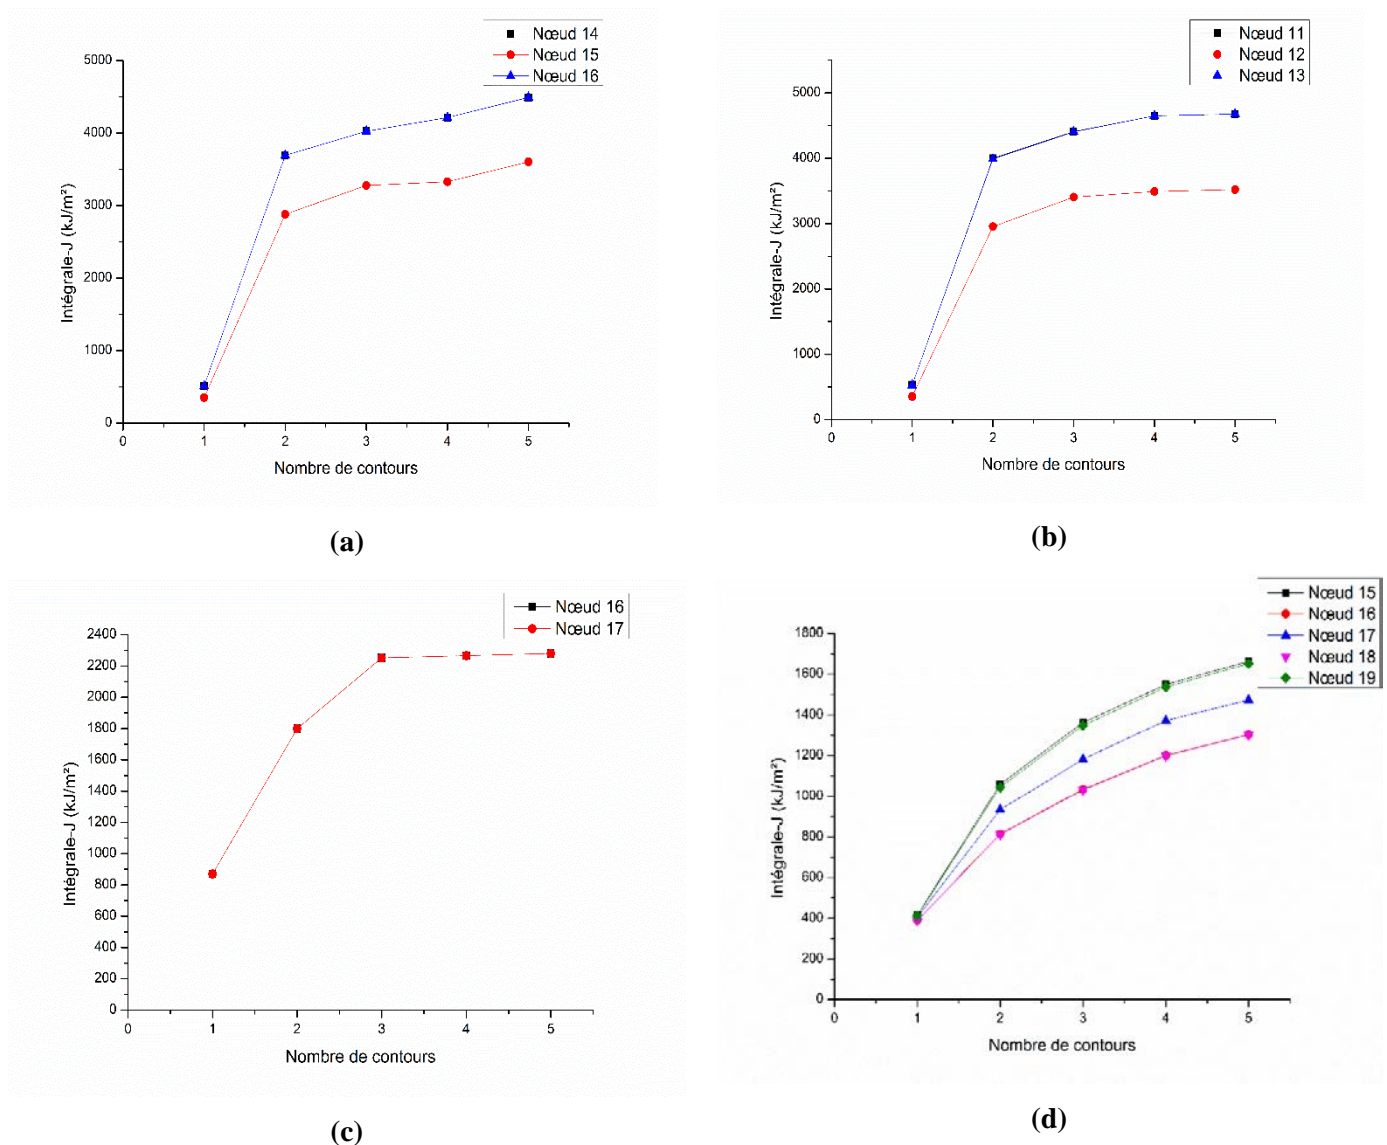 Nœud 14
Nœud 15
Nœud 16
5000
4000
3000
2000
1000
0
0 1 2 3 4 5
Intégrale-J (kJ/m²)
Nombre de contours
(a)
Nœud 11
Nœud 12
Nœud 13
5000
4000
3000
2000
1000
0
0 1 2 3 4 5
Intégrale-J (kJ/m²)
Nombre de contours
(b)
Nœud 16
Nœud 17
2400
2200
2000
1800
1600
1400
1200
1000
800
600
400
200
0
0 1 2 3 4 5
Intégrale-J (kJ/m²)
Nombre de contours
(c)
Nœud 15
Nœud 16
Nœud 17
Nœud 18
Nœud 19
1800
1600
1400
1200
1000
800
600
400
200
0
0 1 2 3 4 5
Intégrale-J (kJ/m²)
Nombre de contours
(d)